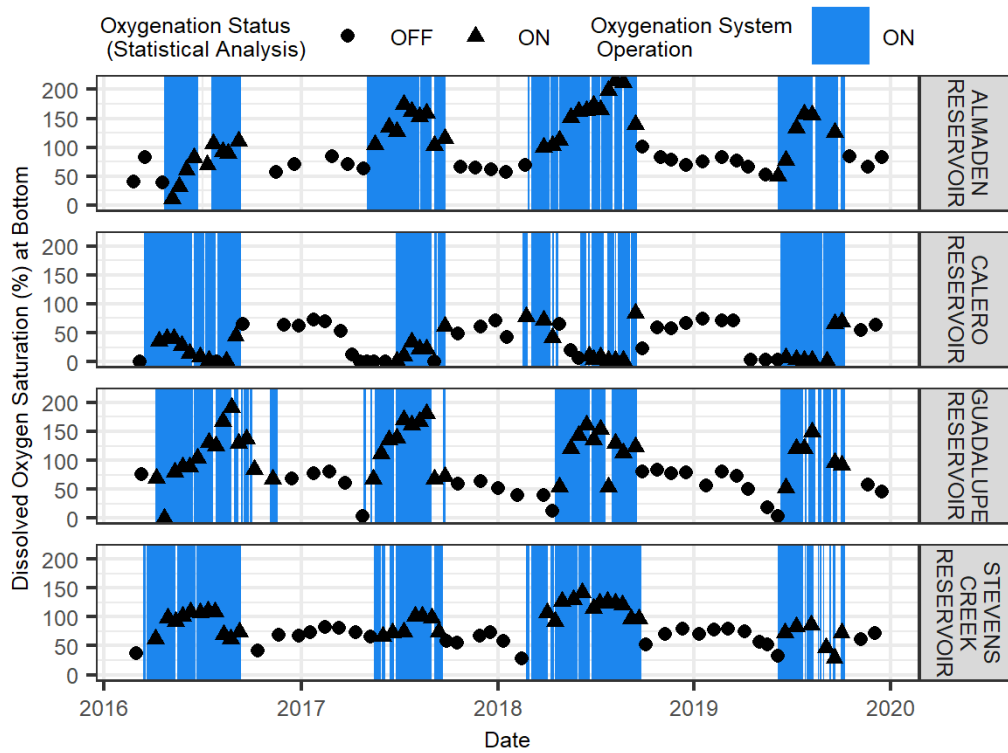 Oxygenation Status
(Statistical Analysis)
OFF
ON
Oxygenation System
Operation
ON
Dissolved Oxygen Saturation (%) at Bottom
200
150
100
50
0
ALMADEN
RESERVOIR
200
150
100
50
0
CALERO
RESERVOIR
200
150
100
50
0
GUADALUPE
RESERVOIR
200
150
100
50
0
STEVENS
CREEK
RESERVOIR
2016
2017
2018
2019
2020
Date